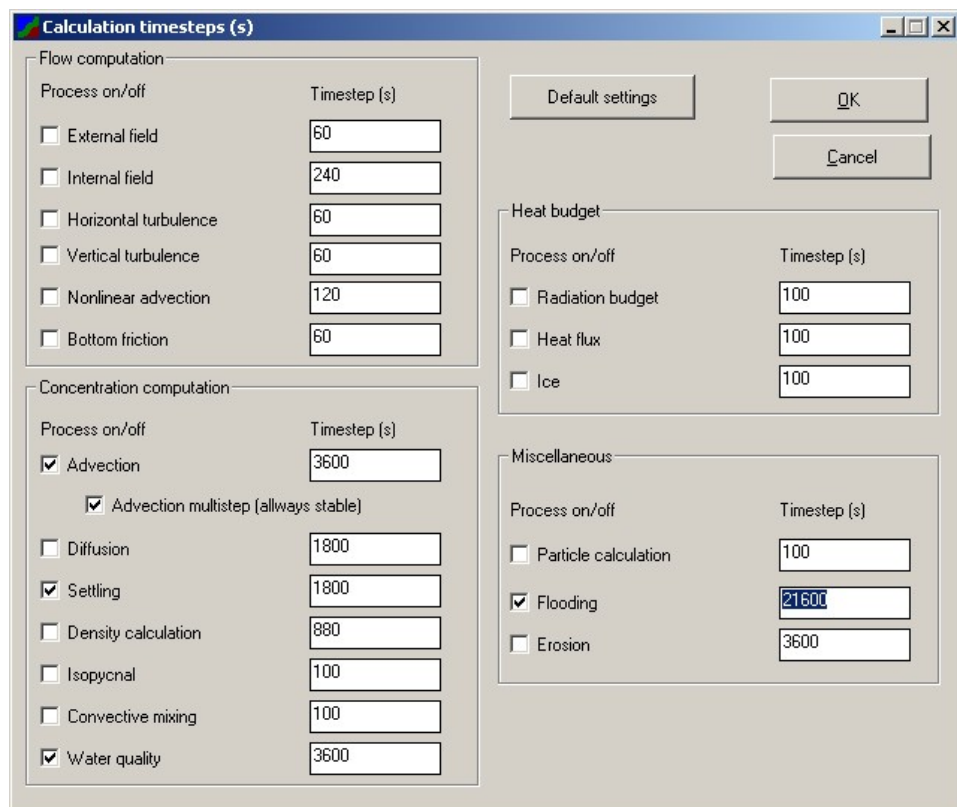 Calculation timesteps (s)
Flow computation
Process on/off Timestep (s)
External field 60
Internal field 240
Horizontal turbulence 60
Vertical turbulence 60
Nonlinear advection 120
Bottom friction 60
Concentration computation
Process on/off Timestep (s)
Advection 3600
Advection multistep (allways stable)
Diffusion 1800
Settling 1800
Density calculation 880
Isopycnal 100
Convective mixing 100
Water quality 3600
Default settings
OK
Cancel
Heat budget
Process on/off Timestep (s)
Radiation budget 100
Heat flux 100
Ice 100
Miscellaneous
Process on/off Timestep (s)
Particle calculation 100
Flooding 21600
Erosion 3600